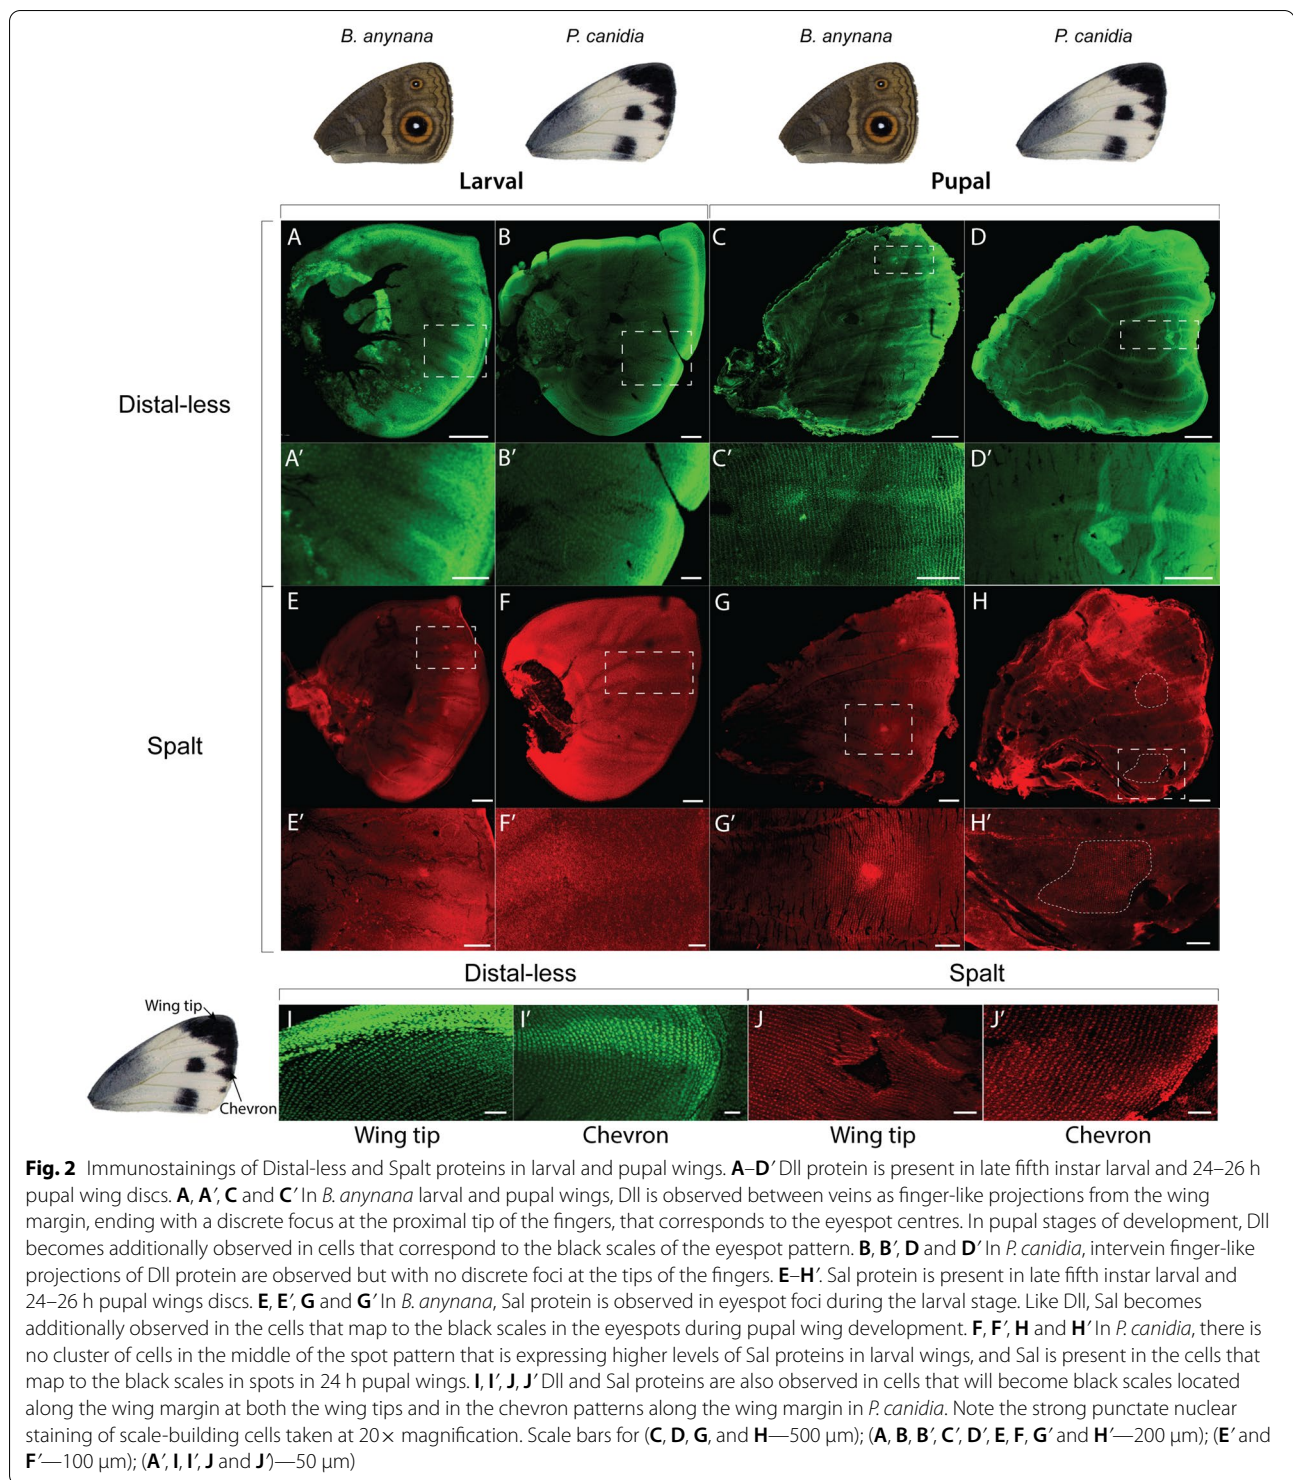 B. anynana
P. canidia
B. anynana
P. canidia
Larval
Pupal
A
B
C
D
Distal-less
A′
B′
C′
D′
E
F
G
H
Spalt
E′
F′
G′
H′
Distal-less
Spalt
Wing tip
Chevron
I
I′
J
J′
Wing tip
Chevron
Wing tip
Chevron
Fig. 2 Immunostainings of Distal-less and Spalt proteins in larval and pupal wings. A–D′ Dll protein is present in late fifth instar larval and 24–26 h
pupal wing discs. A, A′, C and C′ In B. anynana larval and pupal wings, Dll is observed between veins as finger-like projections from the wing
margin, ending with a discrete focus at the proximal tip of the fingers, that corresponds to the eyespot centres. In pupal stages of development, Dll
becomes additionally observed in cells that correspond to the black scales of the eyespot pattern. B, B′, D and D′ In P. canidia, intervein finger-like
projections of Dll protein are observed but with no discrete foci at the tips of the fingers. E–H′. Sal protein is present in late fifth instar larval and
24–26 h pupal wings discs. E, E′, G and G′ In B. anynana, Sal protein is observed in eyespot foci during the larval stage. Like Dll, Sal becomes
additionally observed in the cells that map to the black scales in the eyespots during pupal wing development. F, F′, H and H′ In P. canidia, there is
no cluster of cells in the middle of the spot pattern that is expressing higher levels of Sal proteins in larval wings, and Sal is present in the cells that
map to the black scales in spots in 24 h pupal wings. I, I′, J, J′ Dll and Sal proteins are also observed in cells that will become black scales located
along the wing margin at both the wing tips and in the chevron patterns along the wing margin in P. canidia. Note the strong punctate nuclear
staining of scale-building cells taken at 20× magnification. Scale bars for (C, D, G, and H—500 μm); (A, B, B′, C′, D′, E, F, G′ and H′—200 μm); (E′ and
F′—100 μm); (A′, I, I′, J and J′)—50 μm)